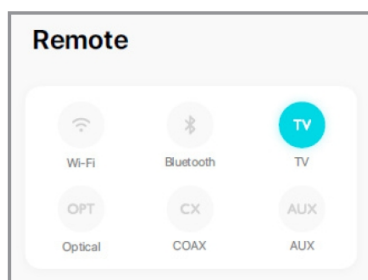 Remote
TV
Wi-Fi Bluetooth TV
OPT CX AUX
Optical COAX AUX